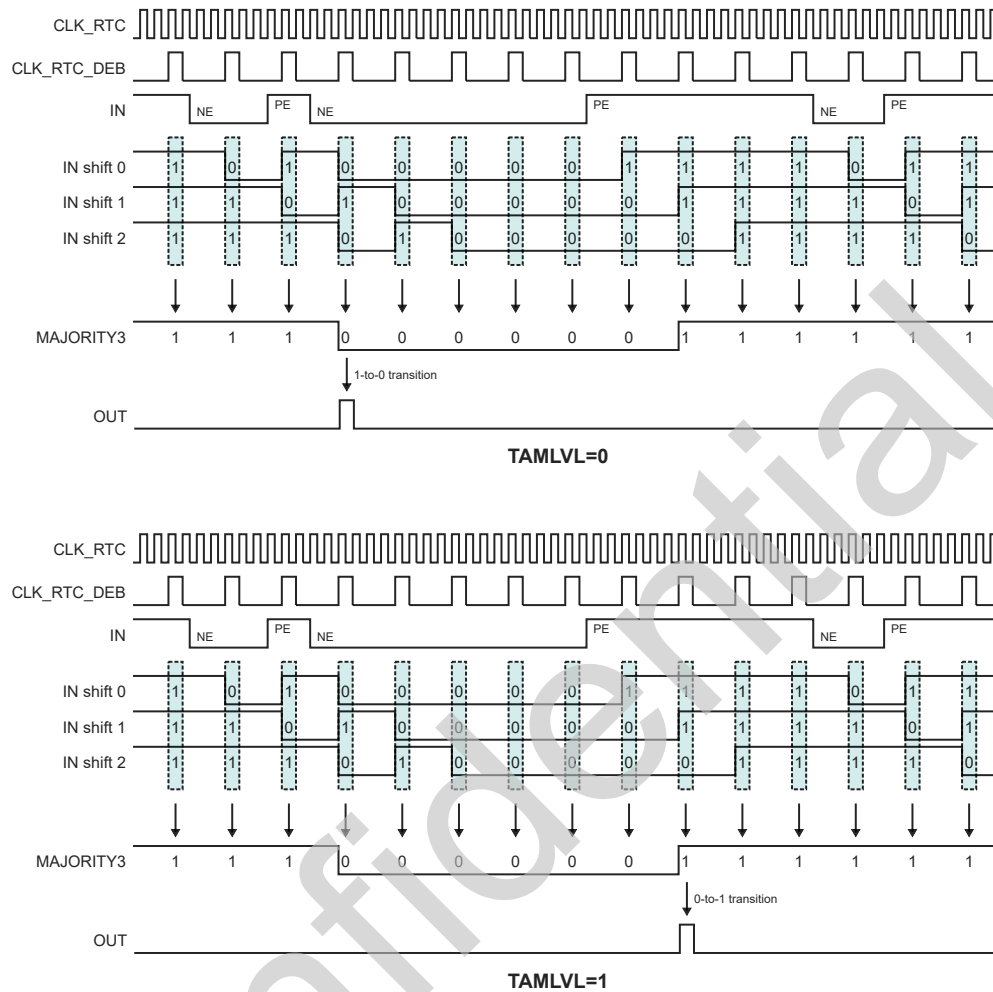 CLK_RTC
CLK_RTC_DEB
IN NE PE NE PE NE PE
IN shift 0 1 0 1 0 0 0 0 0 1 1 1 1 0 1 1
IN shift 1 1 1 0 1 0 0 0 0 0 1 1 1 1 0 1
IN shift 2 1 1 1 0 1 0 0 0 0 0 1 1 1 1 0
MAJORITY3 1 1 1 0 0 0 0 0 0 1 1 1 1 1 1
1-to-0 transition
OUT
TAMLVL=0
CLK_RTC
CLK_RTC_DEB
IN NE PE NE PE NE PE
IN shift 0 1 0 1 0 0 0 0 0 1 1 1 1 0 1 1
IN shift 1 1 1 0 1 0 0 0 0 0 1 1 1 1 0 1
IN shift 2 1 1 1 0 1 0 0 0 0 0 1 1 1 1 0
MAJORITY3 1 1 1 0 0 0 0 0 0 1 1 1 1 1 1
0-to-1 transition
OUT
TAMLVL=1
nfidential